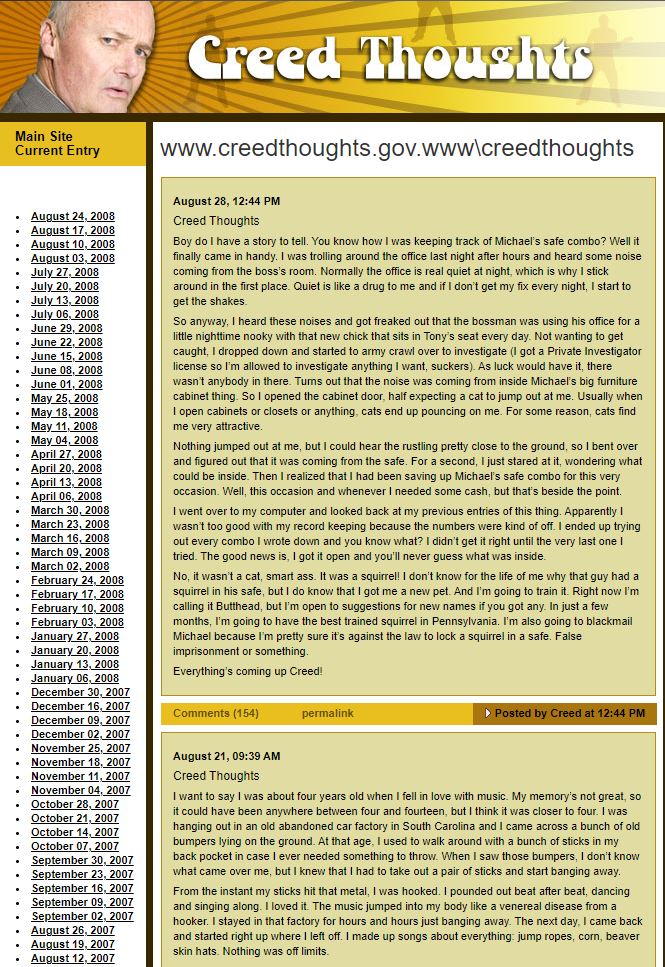 Creed Thoughts
Main Site
Current Entry
August 24, 2008
August 17, 2008
August 10, 2008
August 03, 2008
July 27, 2008
July 20, 2008
July 13, 2008
July 06, 2008
June 29, 2008
June 22, 2008
June 15, 2008
June 08, 2008
June 01, 2008
May 25, 2008
May 18, 2008
May 11, 2008
May 04, 2008
April 27, 2008
April 20, 2008
April 13, 2008
April 06, 2008
March 30, 2008
March 23, 2008
March 16, 2008
March 09, 2008
March 02, 2008
February 24, 2008
February 17, 2008
February 10, 2008
February 03, 2008
January 27, 2008
January 20, 2008
January 13, 2008
January 06, 2008
December 30, 2007
December 16, 2007
December 09, 2007
December 02, 2007
November 25, 2007
November 18, 2007
November 11, 2007
November 04, 2007
October 28, 2007
October 21, 2007
October 14, 2007
October 07, 2007
September 30, 2007
September 23, 2007
September 16, 2007
September 09, 2007
September 02, 2007
August 26, 2007
August 19, 2007
August 12, 2007
www.creedthoughts.gov.www\creedthoughts
August 28, 12:44 PM
Creed Thoughts
Boy do I have a story to tell. You know how I was keeping track of Michael's safe combo? Well it
finally came in handy. I was trolling around the office last night after hours and heard some noise
coming from the boss's room. Normally the office is real quiet at night, which is why I stick
around in the first place. Quiet is like a drug to me and if I don't get my fix every night, I start to
get the shakes.
So anyway, I heard these noises and got freaked out that the bossman was using his office for a
little nighttime nooky with that new chick that sits in Tony's seat every day. Not wanting to get
caught, I dropped down and started to army crawl over to investigate (I got a Private Investigator
license so I'm allowed to investigate anything I want, suckers). As luck would have it, there
wasn't anybody in there. Turns out that the noise was coming from inside Michael's big furniture
cabinet thing. So I opened the cabinet door, half expecting a cat to jump out at me. Usually when
I open cabinets or closets or anything, cats end up pouncing on me. For some reason, cats find
me very attractive.
Nothing jumped out at me, but I could hear the rustling pretty close to the ground, so I bent over
and figured out that it was coming from the safe. For a second, I just stared at it, wondering what
could be inside. Then I realized that I had been saving up Michael's safe combo for this very
occasion. Well, this occasion and whenever I needed some cash, but that's beside the point.
I went over to my computer and looked back at my previous entries of this thing. Apparently I
wasn't too good with my record keeping because the numbers were kind of off. I ended up trying
out every combo I wrote down and you know what? I didn't get it right until the very last one I
tried. The good news is, I got it open and you'll never guess what was inside.
No, it wasn't a cat, smart ass. It was a squirrel! I don't know for the life of me why that guy had a
squirrel in his safe, but I do know that I got me a new pet. And I'm going to train it. Right now I'm
calling it Butthead, but I'm open to suggestions for new names if you got any. In just a few
months, I'm going to have the best trained squirrel in Pennsylvania. I'm also going to blackmail
Michael because I'm pretty sure it's against the law to lock a squirrel in a safe. False
imprisonment or something.
Everything's coming up Creed!
Comments (154) permalink Posted by Creed at 12:44 PM
August 21, 09:39 AM
Creed Thoughts
I want to say I was about four years old when I fell in love with music. My memory's not great, so
it could have been anywhere between four and fourteen, but I think it was closer to four. I was
hanging out in an old abandoned car factory in South Carolina and I came across a bunch of old
bumpers lying on the ground. At that age, I used to walk around with a bunch of sticks in my
back pocket in case I ever needed something to throw. When I saw those bumpers, I don't know
what came over me, but I knew that I had to take out a pair of sticks and start banging away.
From the instant my sticks hit that metal, I was hooked. I pounded out beat after beat, dancing
and singing along. I loved it. The music jumped into my body like a venereal disease from a
hooker. I stayed in that factory for hours and hours just banging away. The next day, I came back
and started right up where I left off. I made up songs about everything: jump ropes, corn, beaver
skin hats. Nothing was off limits.